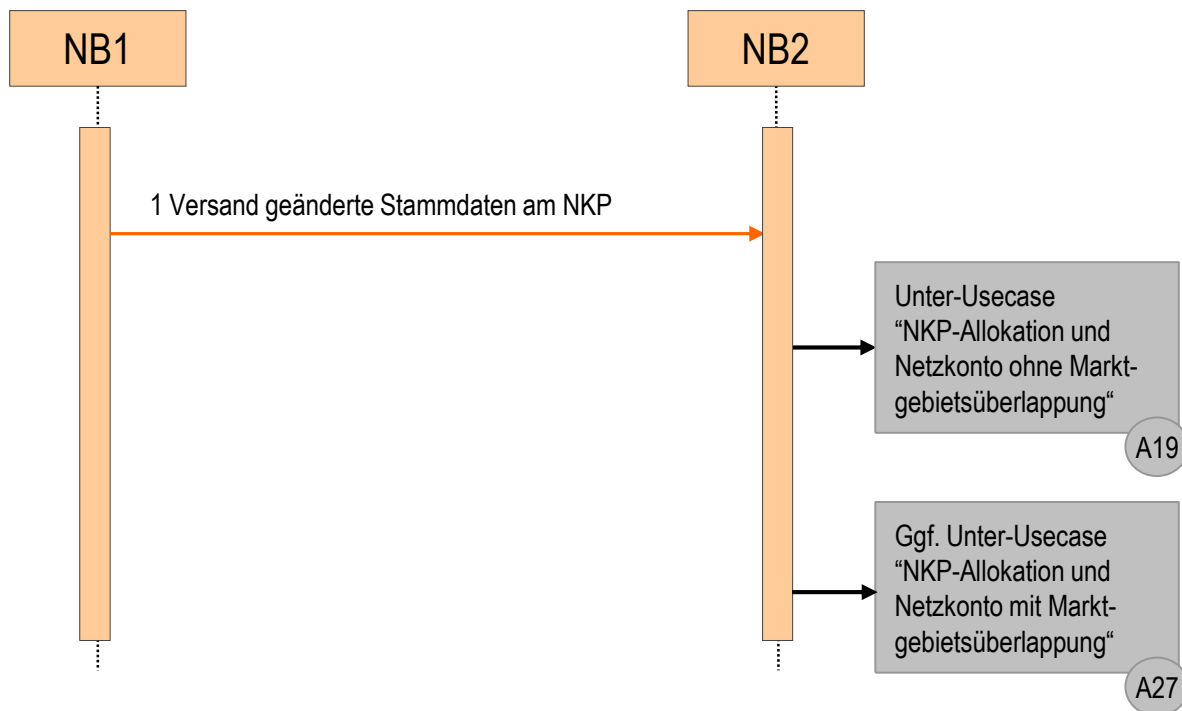 NB1
NB2
1 Versand geänderte Stammdaten am NKP
Unter-Usecase
“NKP-Allokation und
Netzkonto ohne Markt-
gebietsüberlappung“
A19
Ggf. Unter-Usecase
“NKP-Allokation und
Netzkonto mit Markt-
gebietsüberlappung“
A27